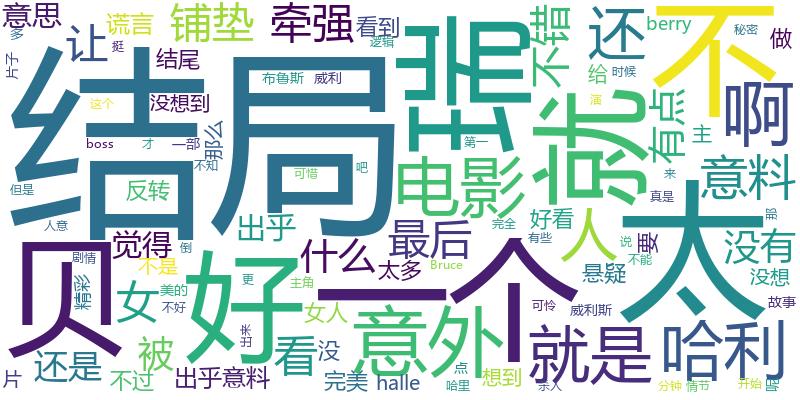 意思
谎言
铺垫
牵强
看到
瑞
不错
还
berry
不
秘密
做
多
挺
让
逻辑
片子
结尾
布鲁斯
威利
给
时候
啊
没想到
那么
结局
就
这个
演
有点
主
boss
才
一部
第一
但是
反转
不知
可惜
吧
电影
来
意料
人意
出乎
最后
好看
人
真是
那
觉得
什么
完全
有些
说
要
没有
剧情
不是
倒
太多
Bruce
一个
不能
太
悬疑
没想
贝
精彩
女
美的
好
更
主角
可怜
威利斯
故事
不好
女人
意外
就是
哈利
还是
被
出来
看
没
点
片
不过
出乎意料
完美
halle
哈里
想到
杀人
分钟
情节
开始